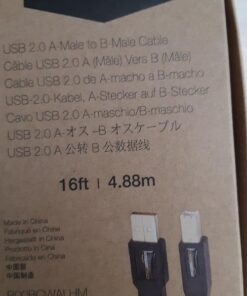 USB 2.0 A-Male to B-Male Cable
Câble USB 2.0 A (Mâle) Vers B (Mâle)
Cable USB 2.0 de A-macho a B-macho
USB-2.0-Kabel, A-Stecker auf B-Stecker
Cavo USB 2.0 A-maschio/B-maschio
USB 2.0 A-オス -B オスケーブル
USB 2.0 A 公转 B 公数据线
16ft | 4.88m
Made in China
Fabriqué en Chine
Hergestellt in China
Prodotto in Cina
Fabricado en China
中国製
中国制造